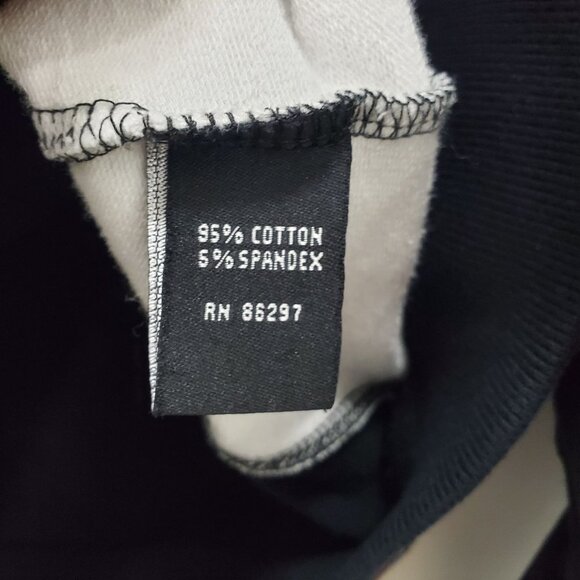 95% COTTON
5% SPANDEX
RN 86297